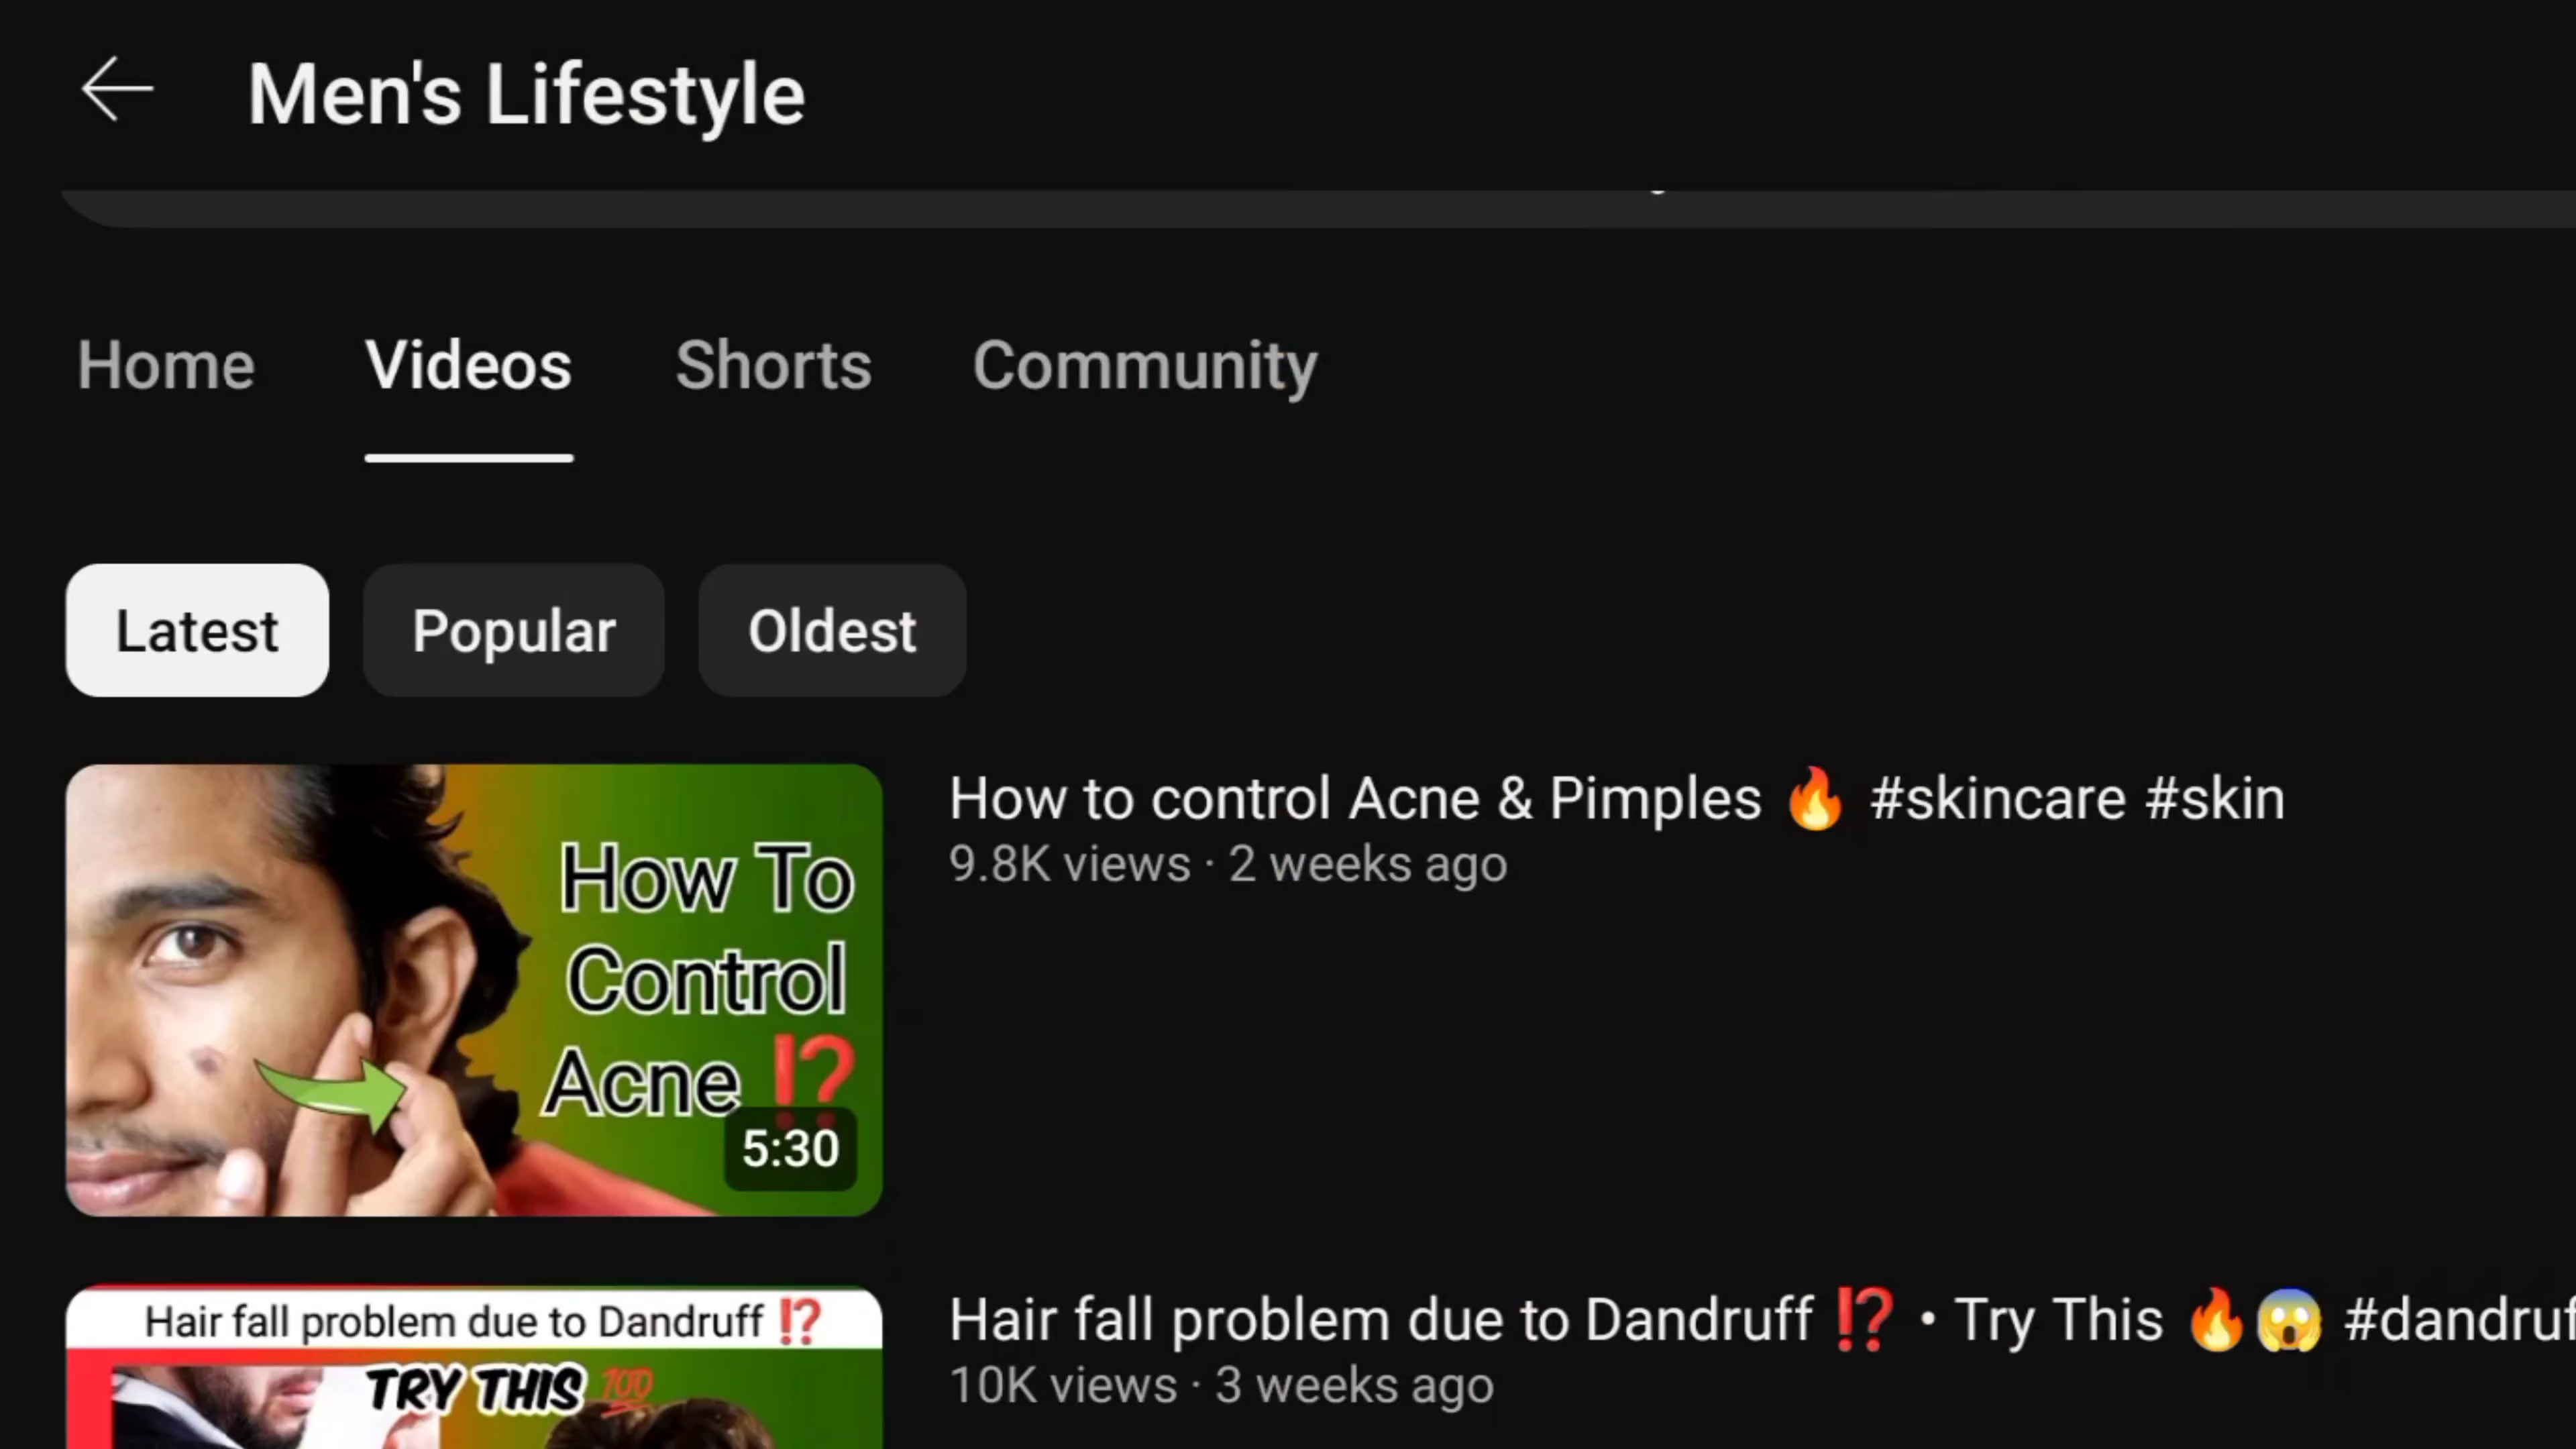 Men's Lifestyle
Home Videos Shorts Community
Latest Popular Oldest
How To
Control
Acne ⁉️
5:30
How to control Acne & Pimples 🔥 #skincare #skin
9.8K views · 2 weeks ago
Hair fall problem due to Dandruff ⁉️
TRY THIS 💯
Hair fall problem due to Dandruff ⁉️ • Try This 🔥😱
10K views · 3 weeks ago